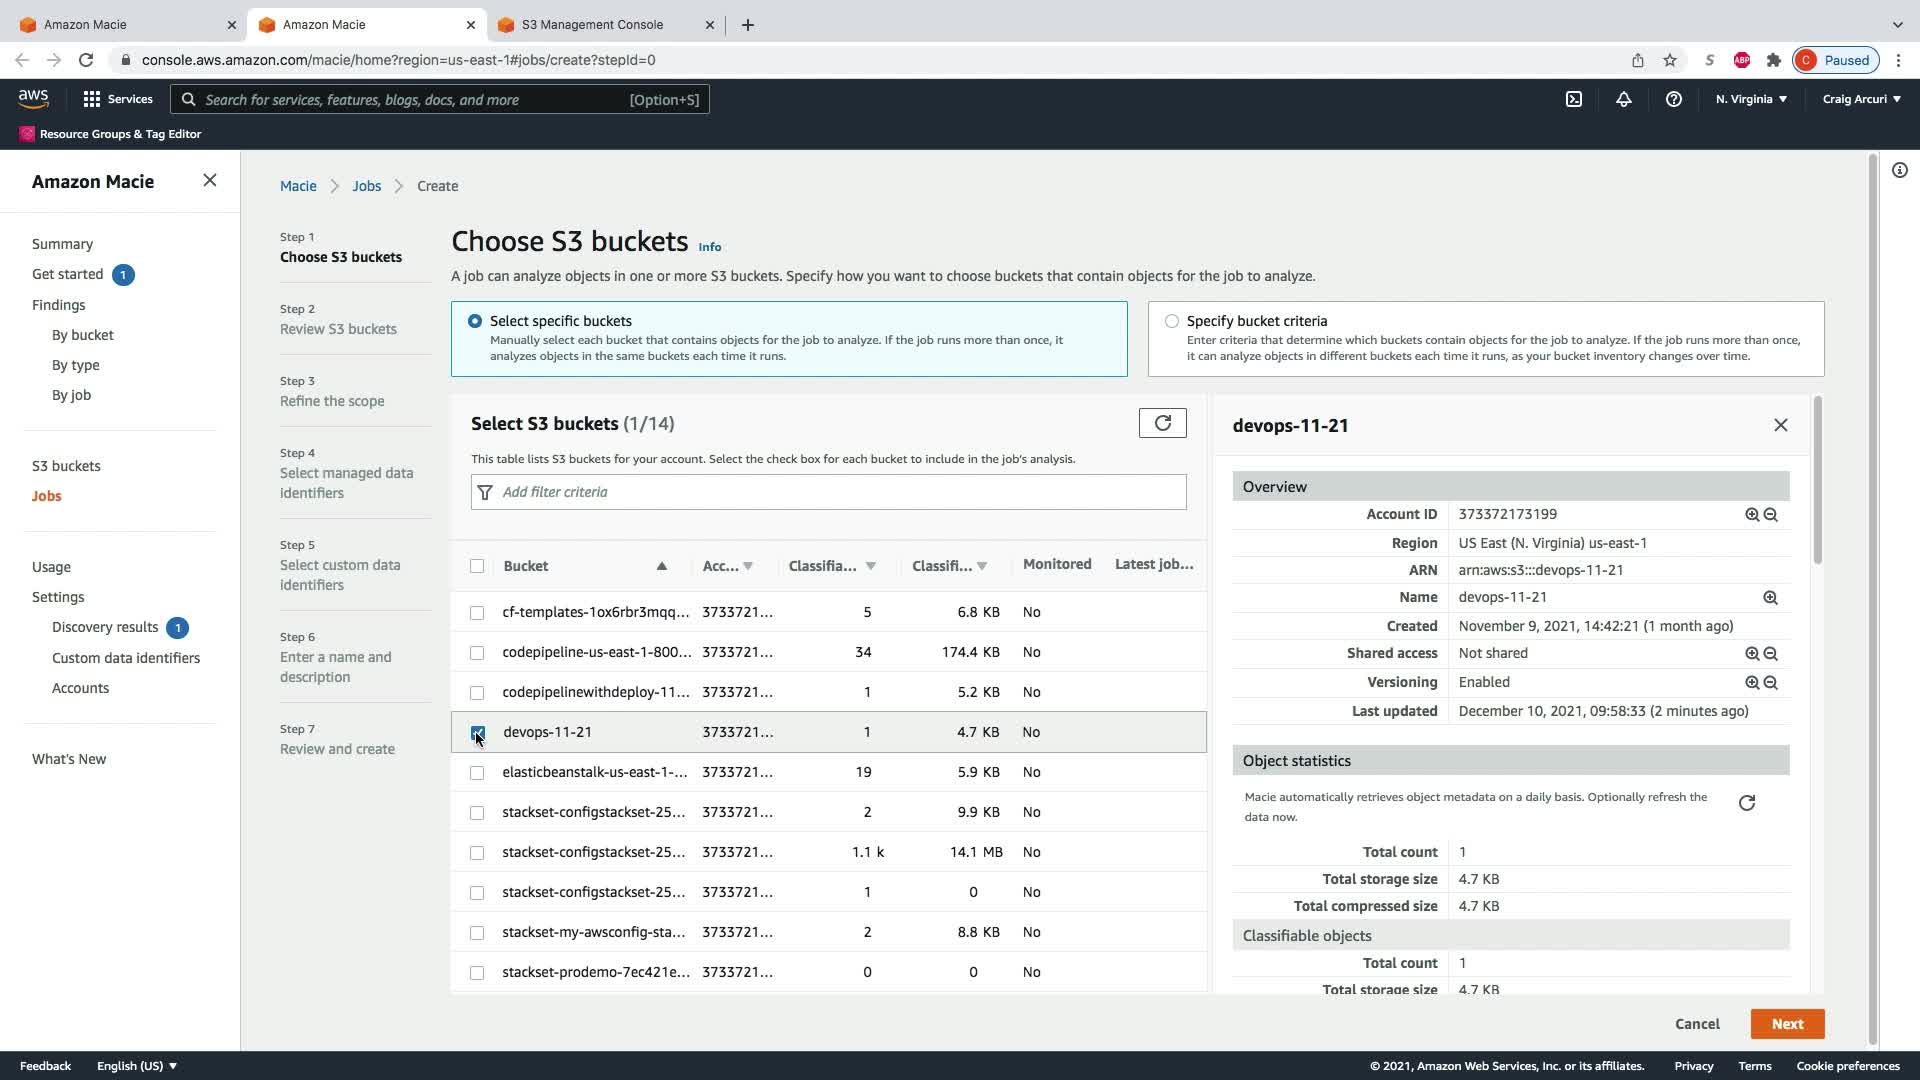 Amazon Macie
Amazon Macie
S3 Management Console
console.aws.amazon.com/macie/home?region=us-east-1#jobs/create?stepId=0
S
ABP
C Paused
aws
Services
Search for services, features, blogs, docs, and more [Option+S]
N. Virginia
Craig Arcuri
Resource Groups & Tag Editor
Amazon Macie
Summary
Get started 1
Findings
By bucket
By type
By job
S3 buckets
Jobs
Usage
Settings
Discovery results 1
Custom data identifiers
Accounts
What's New
Macie > Jobs > Create
Step 1
Choose S3 buckets
Step 2
Review S3 buckets
Step 3
Refine the scope
Step 4
Select managed data
identifiers
Step 5
Select custom data
identifiers
Step 6
Enter a name and
description
Step 7
Review and create
Choose S3 buckets Info
A job can analyze objects in one or more S3 buckets. Specify how you want to choose buckets that contain objects for the job to analyze.
Select specific buckets
Manually select each bucket that contains objects for the job to analyze. If the job runs more than once, it
analyzes objects in the same buckets each time it runs.
Specify bucket criteria
Enter criteria that determine which buckets contain objects for the job to analyze. If the job runs more than once,
it can analyze objects in different buckets each time it runs, as your bucket inventory changes over time.
Select S3 buckets (1/14)
This table lists S3 buckets for your account. Select the check box for each bucket to include in the job's analysis.
Add filter criteria
Bucket Acc... Classifia... Classifi... Monitored Latest job...
cf-templates-1ox6rbr3mqq... 3733721... 5 6.8 KB No
codepipeline-us-east-1-800... 3733721... 34 174.4 KB No
codepipelinewithdeploy-11... 3733721... 1 5.2 KB No
devops-11-21 3733721... 1 4.7 KB No
elasticbeanstalk-us-east-1-... 3733721... 19 5.9 KB No
stackset-configstackset-25... 3733721... 2 9.9 KB No
stackset-configstackset-25... 3733721... 1.1 k 14.1 MB No
stackset-configstackset-25... 3733721... 1 0 No
stackset-my-awsconfig-sta... 3733721... 2 8.8 KB No
stackset-prodemo-7ec421e... 3733721... 0 0 No
devops-11-21
Overview
Account ID 373372173199
Region US East (N. Virginia) us-east-1
ARN arn:aws:s3:::devops-11-21
Name devops-11-21
Created November 9, 2021, 14:42:21 (1 month ago)
Shared access Not shared
Versioning Enabled
Last updated December 10, 2021, 09:58:33 (2 minutes ago)
Object statistics
Macie automatically retrieves object metadata on a daily basis. Optionally refresh the
data now.
Total count 1
Total storage size 4.7 KB
Total compressed size 4.7 KB
Classifiable objects
Total count 1
Total storage size 4.7 KB
Cancel Next
Feedback English (US)
© 2021, Amazon Web Services, Inc. or its affiliates. Privacy Terms Cookie preferences